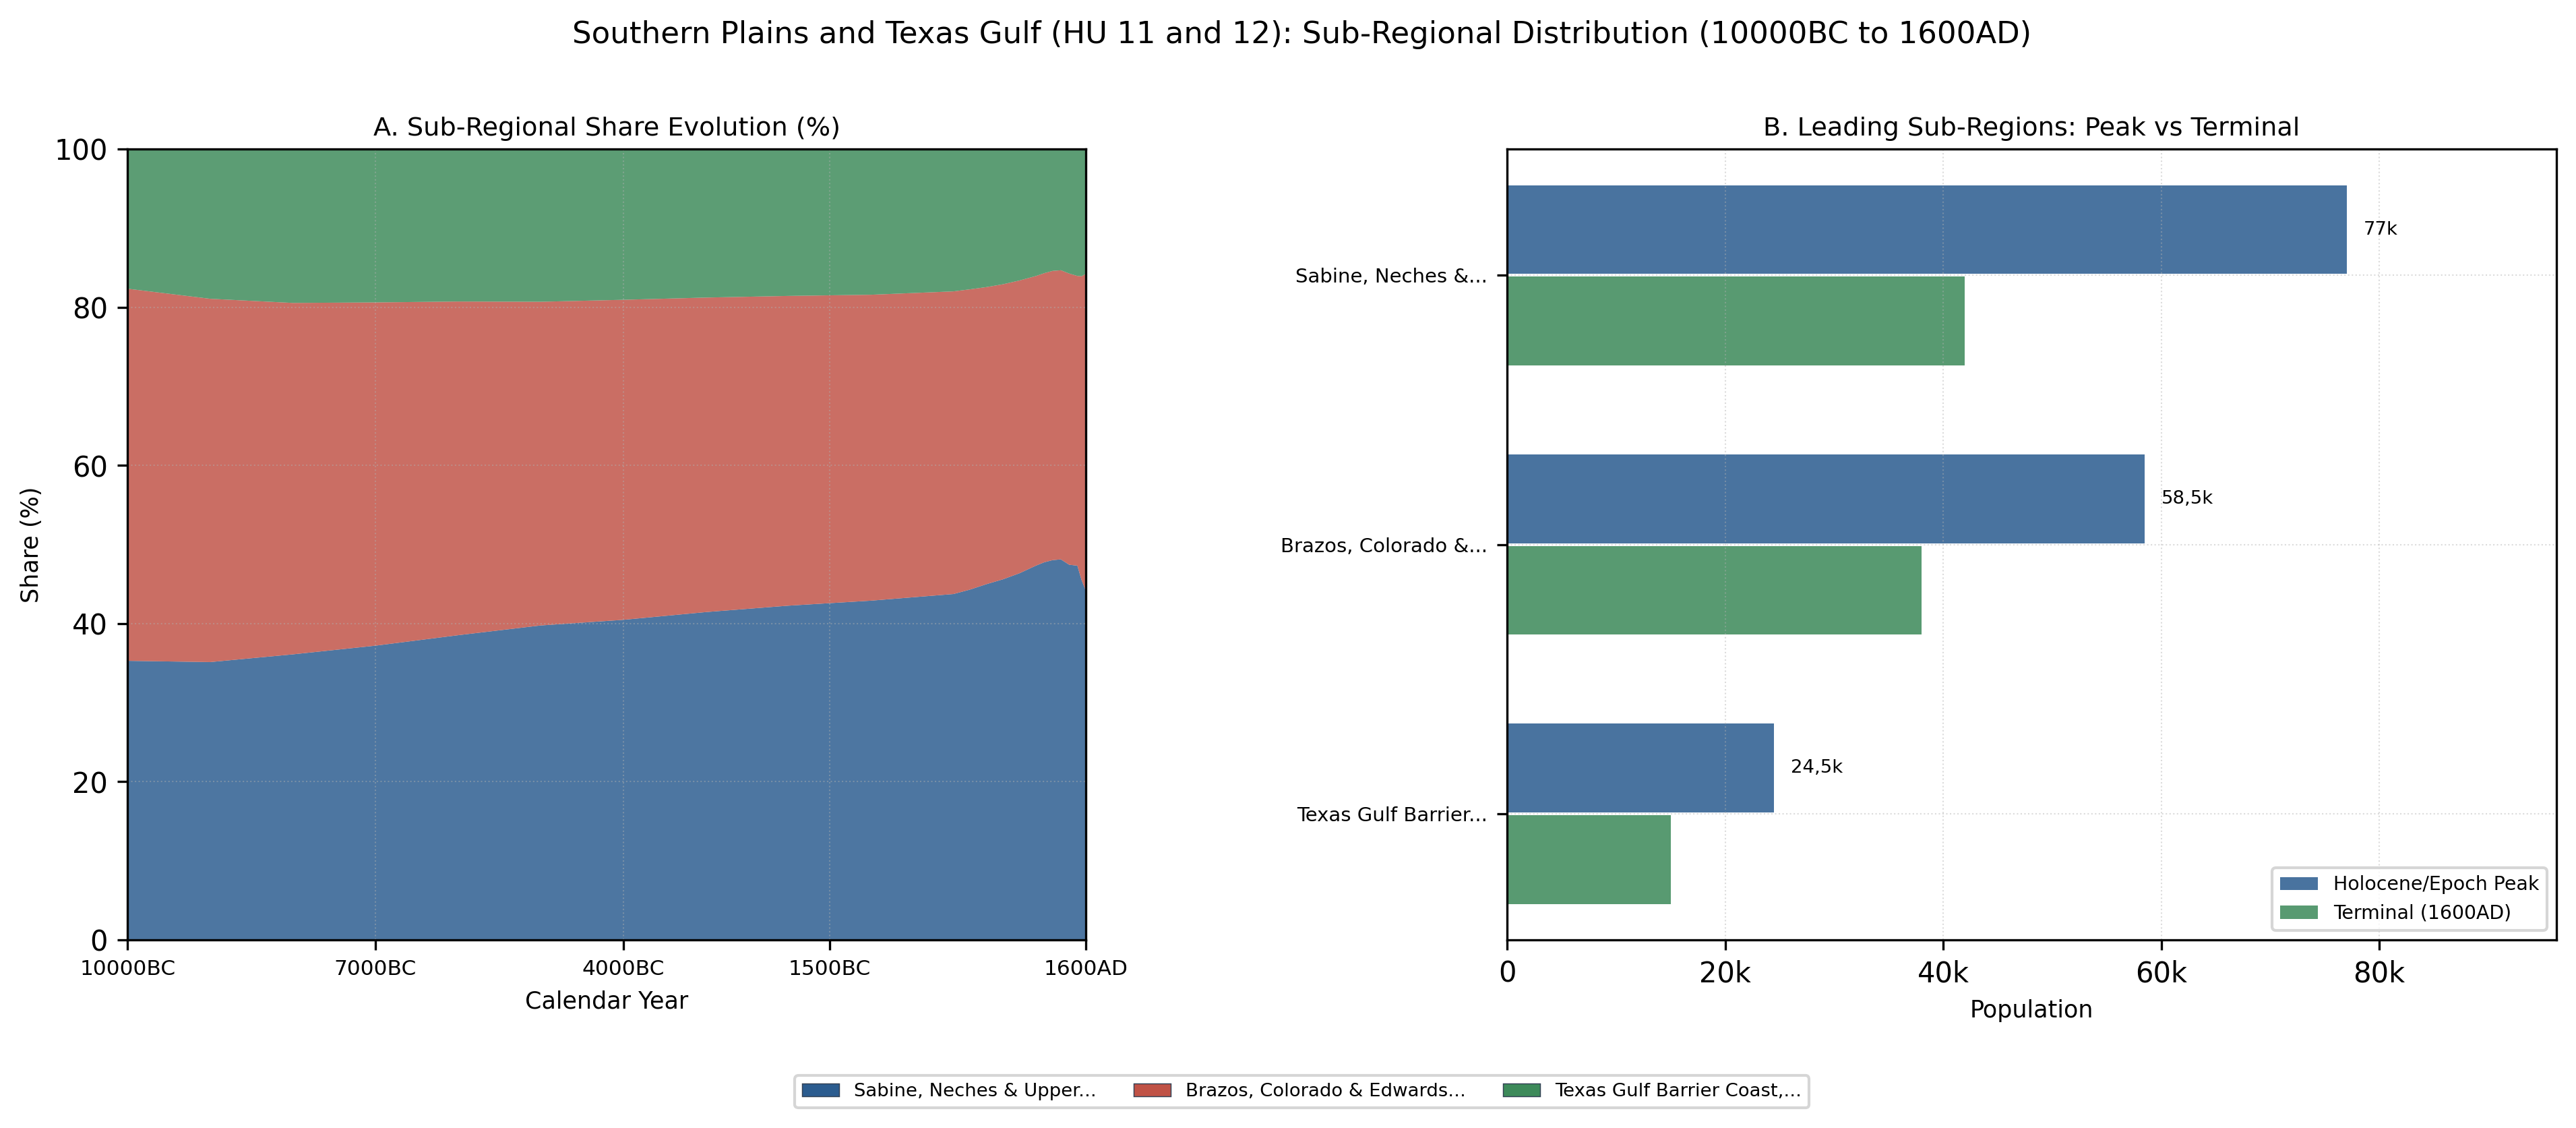 Southern Plains and Texas Gulf (HU 11 and 12): Sub-Regional Distribution (10000BC to 1600AD)
A. Sub-Regional Share Evolution (%)
100
80
60
40
20
0
Share (%)
10000BC 7000BC 4000BC 1500BC 1600AD
Calendar Year
B. Leading Sub-Regions: Peak vs Terminal
Sabine, Neches &...
77k
Brazos, Colorado &...
58,5k
Texas Gulf Barrier...
24,5k
Holocene/Epoch Peak
Terminal (1600AD)
0 20k 40k 60k 80k
Population
Sabine, Neches & Upper... Brazos, Colorado & Edwards... Texas Gulf Barrier Coast,...